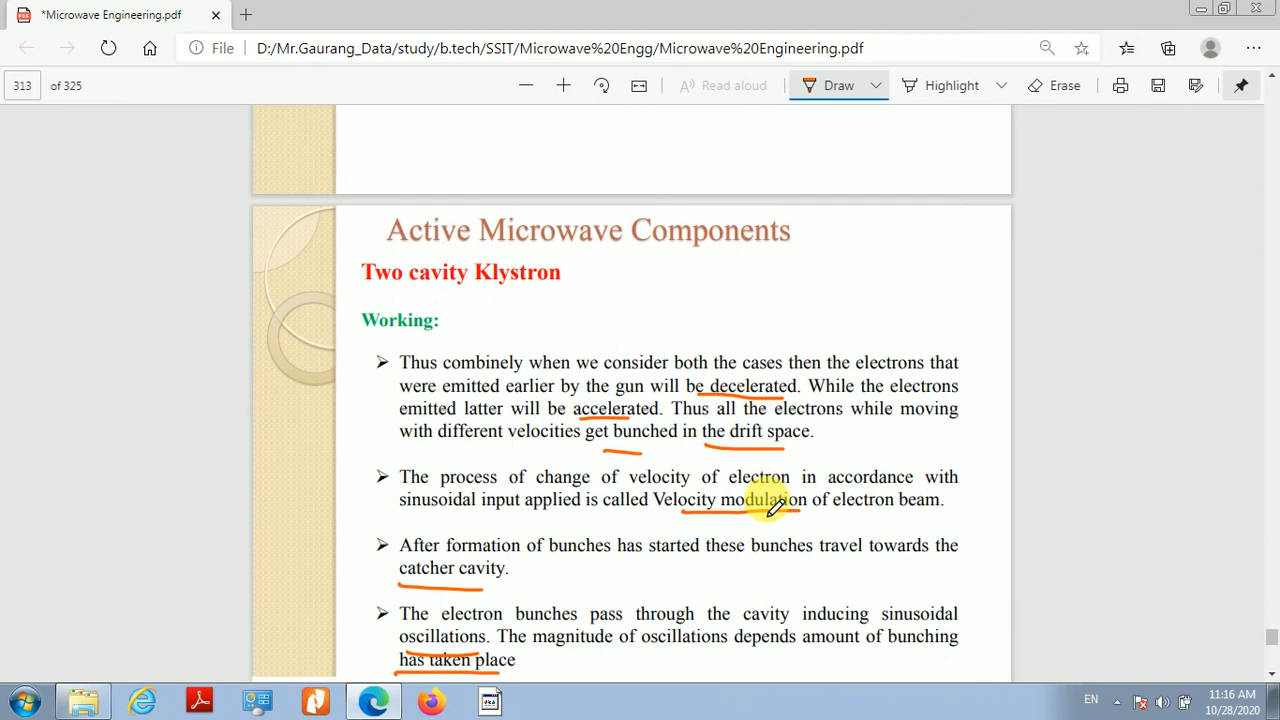 *Microwave Engineering.pdf
File D:/Mr.Gaurang_Data/study/b.tech/SSIT/Microwave%20Engg/Microwave%20Engineering.pdf
313 of 325 Read aloud Draw Highlight Erase
Active Microwave Components
Two cavity Klystron
Working:
Thus combinely when we consider both the cases then the electrons that
were emitted earlier by the gun will be decelerated. While the electrons
emitted latter will be accelerated. Thus all the electrons while moving
with different velocities get bunched in the drift space.
The process of change of velocity of electron in accordance with
sinusoidal input applied is called Velocity modulation of electron beam.
After formation of bunches has started these bunches travel towards the
catcher cavity.
The electron bunches pass through the cavity inducing sinusoidal
oscillations. The magnitude of oscillations depends amount of bunching
has taken place
EN 11:16 AM
10/28/2020